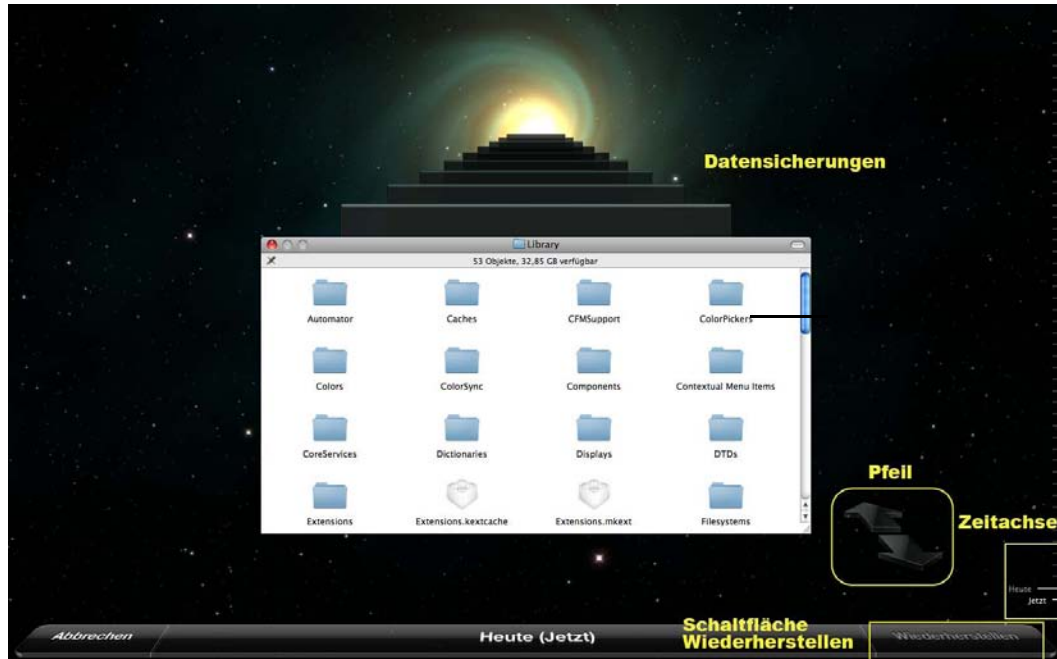 Datensicherungen
Library
53 Objekte, 32,85 GB verfügbar
Automator
Caches
CFMSupport
ColorPickers
Colors
ColorSync
Components
Contextual Menu Items
CoreServices
Dictionaries
Displays
DTDs
Extensions
Extensions.kextcache
Extensions.mkext
Filesystems
Pfeil
Zeitachse
Heute
Jetzt
Abbrechen
Heute (Jetzt)
Schaltfläche
Wiederherstellen
Wiederherstellen